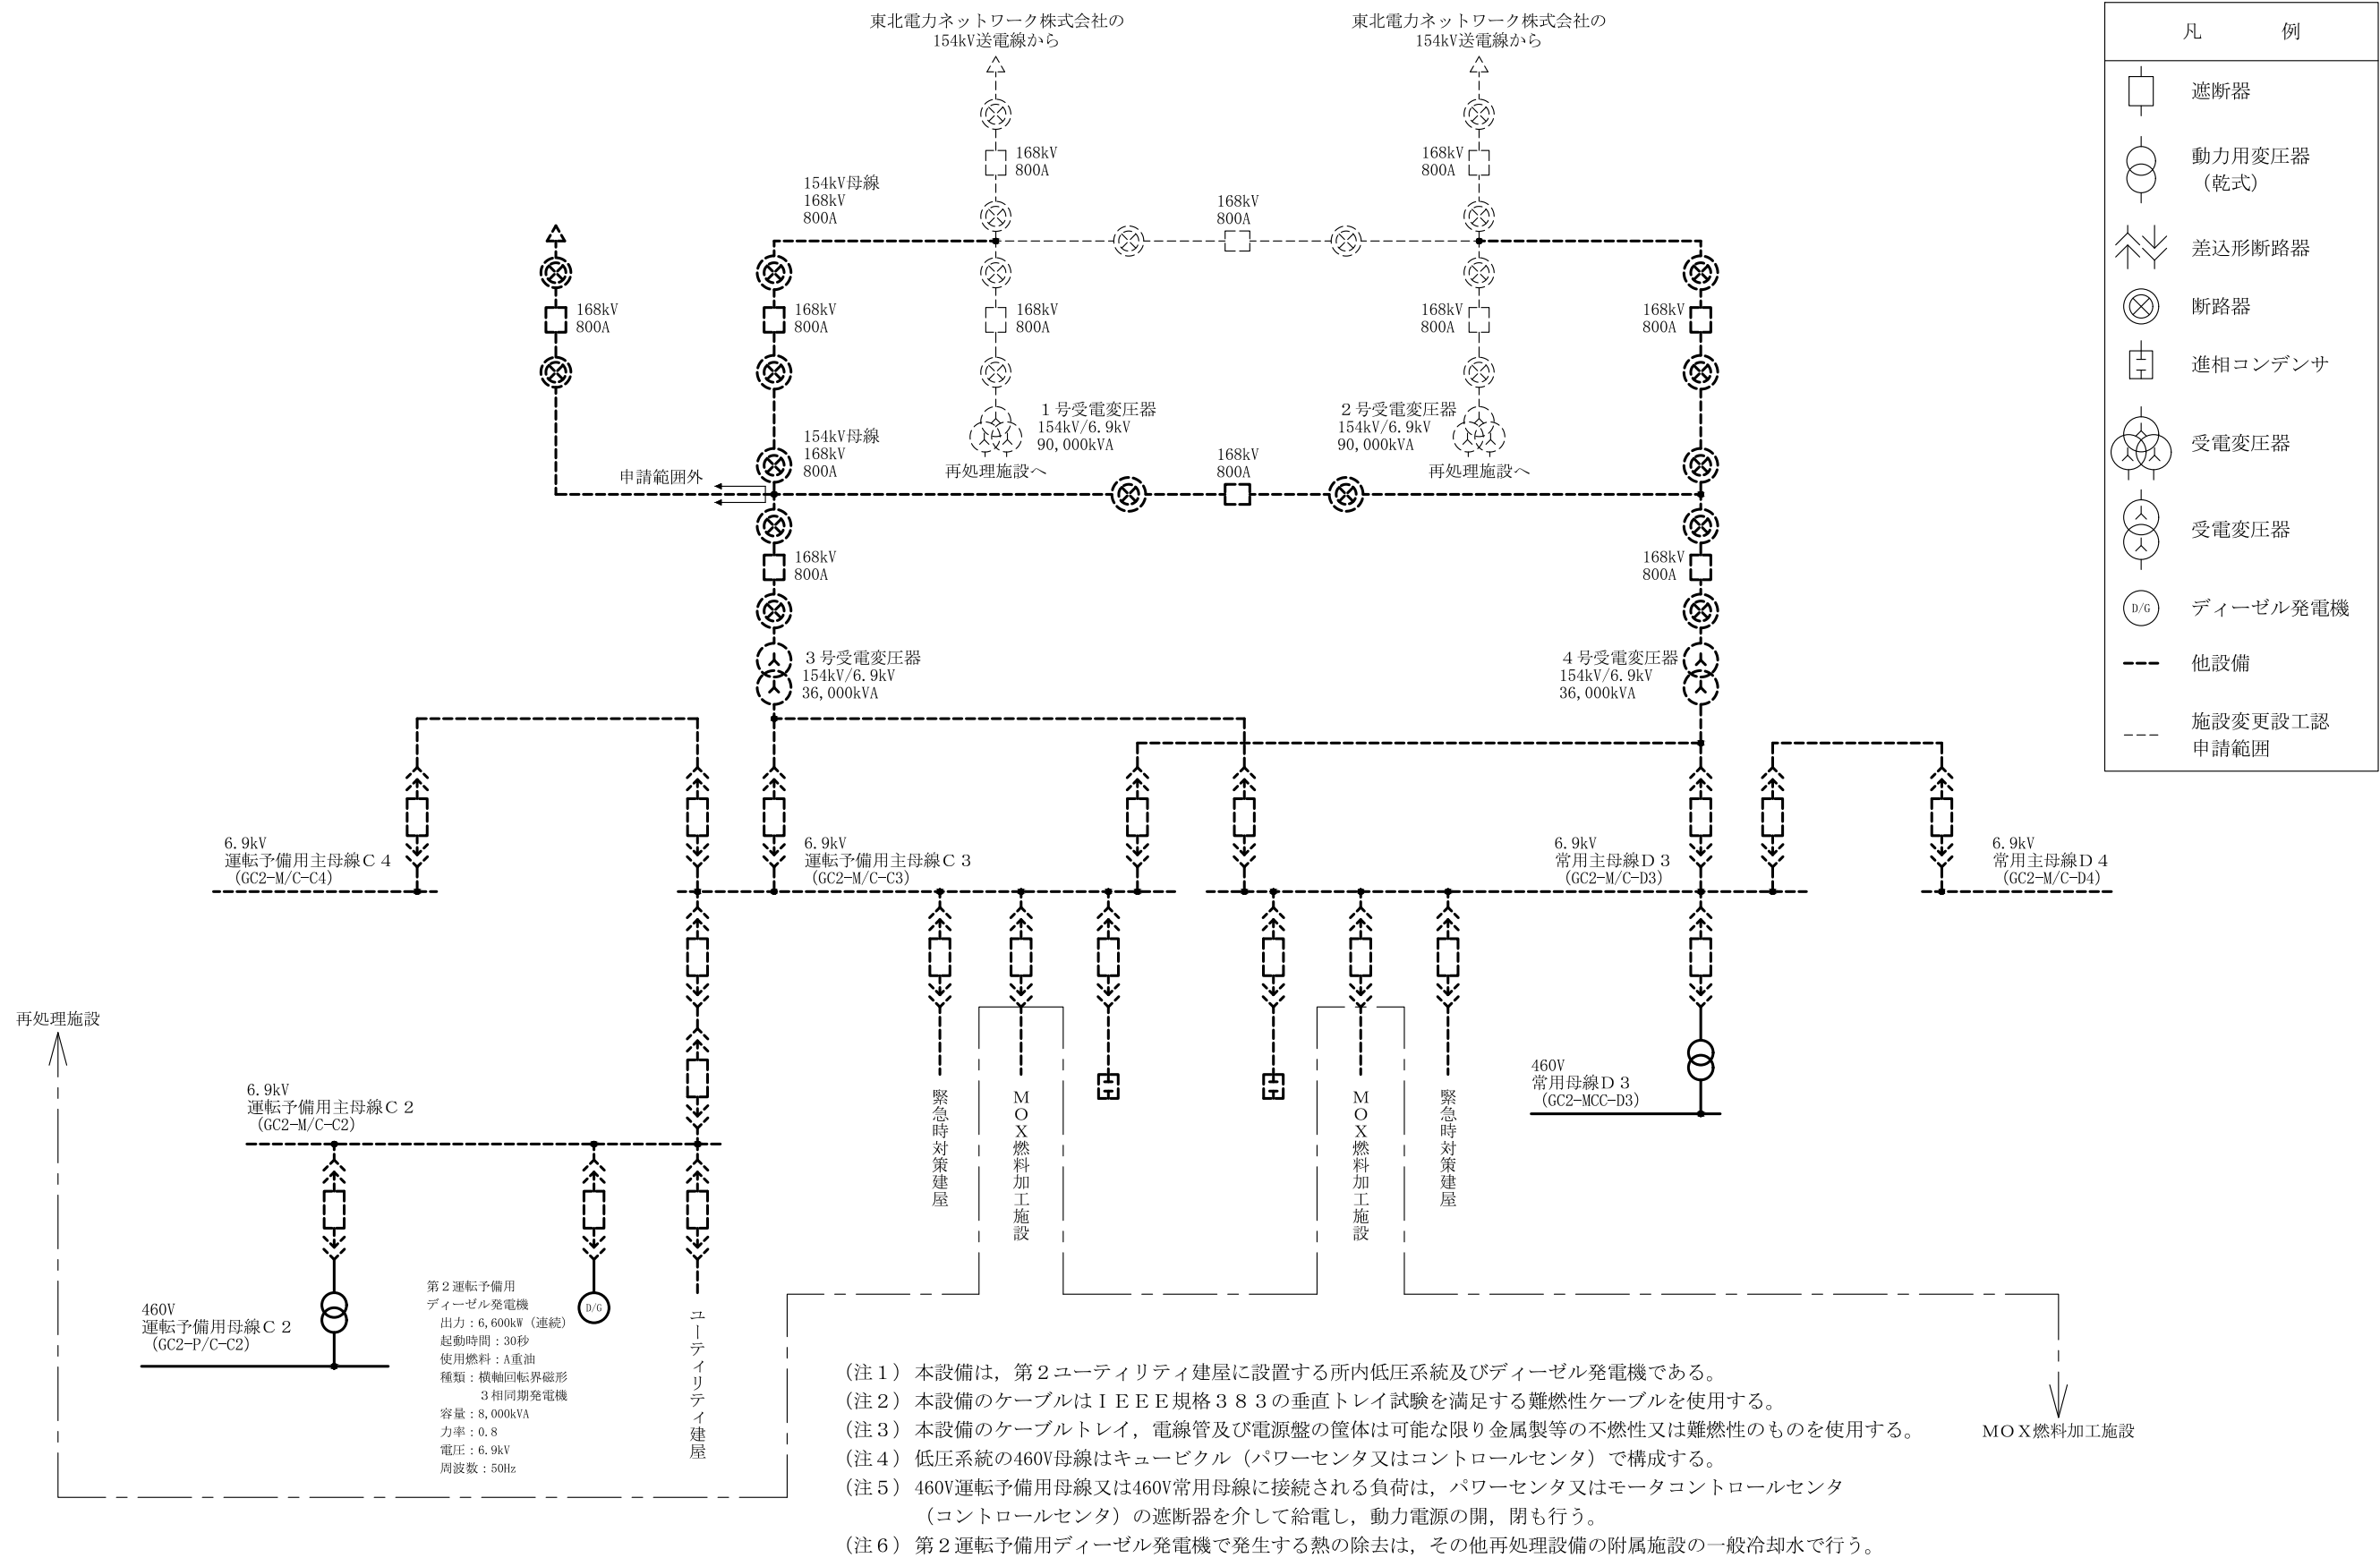 東北電力ネットワーク株式会社の
154kV送電線から
東北電力ネットワーク株式会社の
154kV送電線から
凡　例
遮断器
動力用変圧器
（乾式）
差込形断路器
断路器
進相コンデンサ
受電変圧器
受電変圧器
D/G
ディーゼル発電機
他設備
施設変更設工認
申請範囲
168kV
800A
168kV
800A
154kV母線
168kV
800A
168kV
800A
168kV
800A
168kV
800A
168kV
800A
168kV
800A
168kV
800A
１号受電変圧器
154kV/6.9kV
90,000kVA
再処理施設へ
２号受電変圧器
154kV/6.9kV
90,000kVA
再処理施設へ
154kV母線
168kV
800A
168kV
800A
申請範囲外
168kV
800A
168kV
800A
３号受電変圧器
154kV/6.9kV
36,000kVA
４号受電変圧器
154kV/6.9kV
36,000kVA
6.9kV
運転予備用主母線Ｃ４
（GC2-M/C-C4）
6.9kV
運転予備用主母線Ｃ３
（GC2-M/C-C3）
6.9kV
常用主母線Ｄ３
（GC2-M/C-D3）
6.9kV
常用主母線Ｄ４
（GC2-M/C-D4）
再処理施設
6.9kV
運転予備用主母線Ｃ２
（GC2-M/C-C2）
緊急時対策建屋
ＭＯＸ燃料加工施設
ＭＯＸ燃料加工施設
緊急時対策建屋
460V
常用母線Ｄ３
（GC2-MCC-D3）
460V
運転予備用母線Ｃ２
（GC2-P/C-C2）
第２運転予備用
ディーゼル発電機
出力：6,600kW（連続）
起動時間：30秒
使用燃料：A重油
種類：横軸回転界磁形
３相同期発電機
容量：8,000kVA
力率：0.8
電圧：6.9kV
周波数：50Hz
D/G
ユーティリティ建屋
ＭＯＸ燃料加工施設
（注１）本設備は，第２ユーティリティ建屋に設置する所内低圧系統及びディーゼル発電機である。
（注２）本設備のケーブルはＩＥＥＥ規格３８３の垂直トレイ試験を満足する難燃性ケーブルを使用する。
（注３）本設備のケーブルトレイ，電線管及び電源盤の筐体は可能な限り金属製等の不燃性又は難燃性のものを使用する。
（注４）低圧系統の460V母線はキュービクル（パワーセンタ又はコントロールセンタ）で構成する。
（注５）460V運転予備用母線又は460V常用母線に接続される負荷は，パワーセンタ又はモータコントロールセンタ
（コントロールセンタ）の遮断器を介して給電し，動力電源の開，閉も行う。
（注６）第２運転予備用ディーゼル発電機で発生する熱の除去は，その他再処理設備の附属施設の一般冷却水で行う。